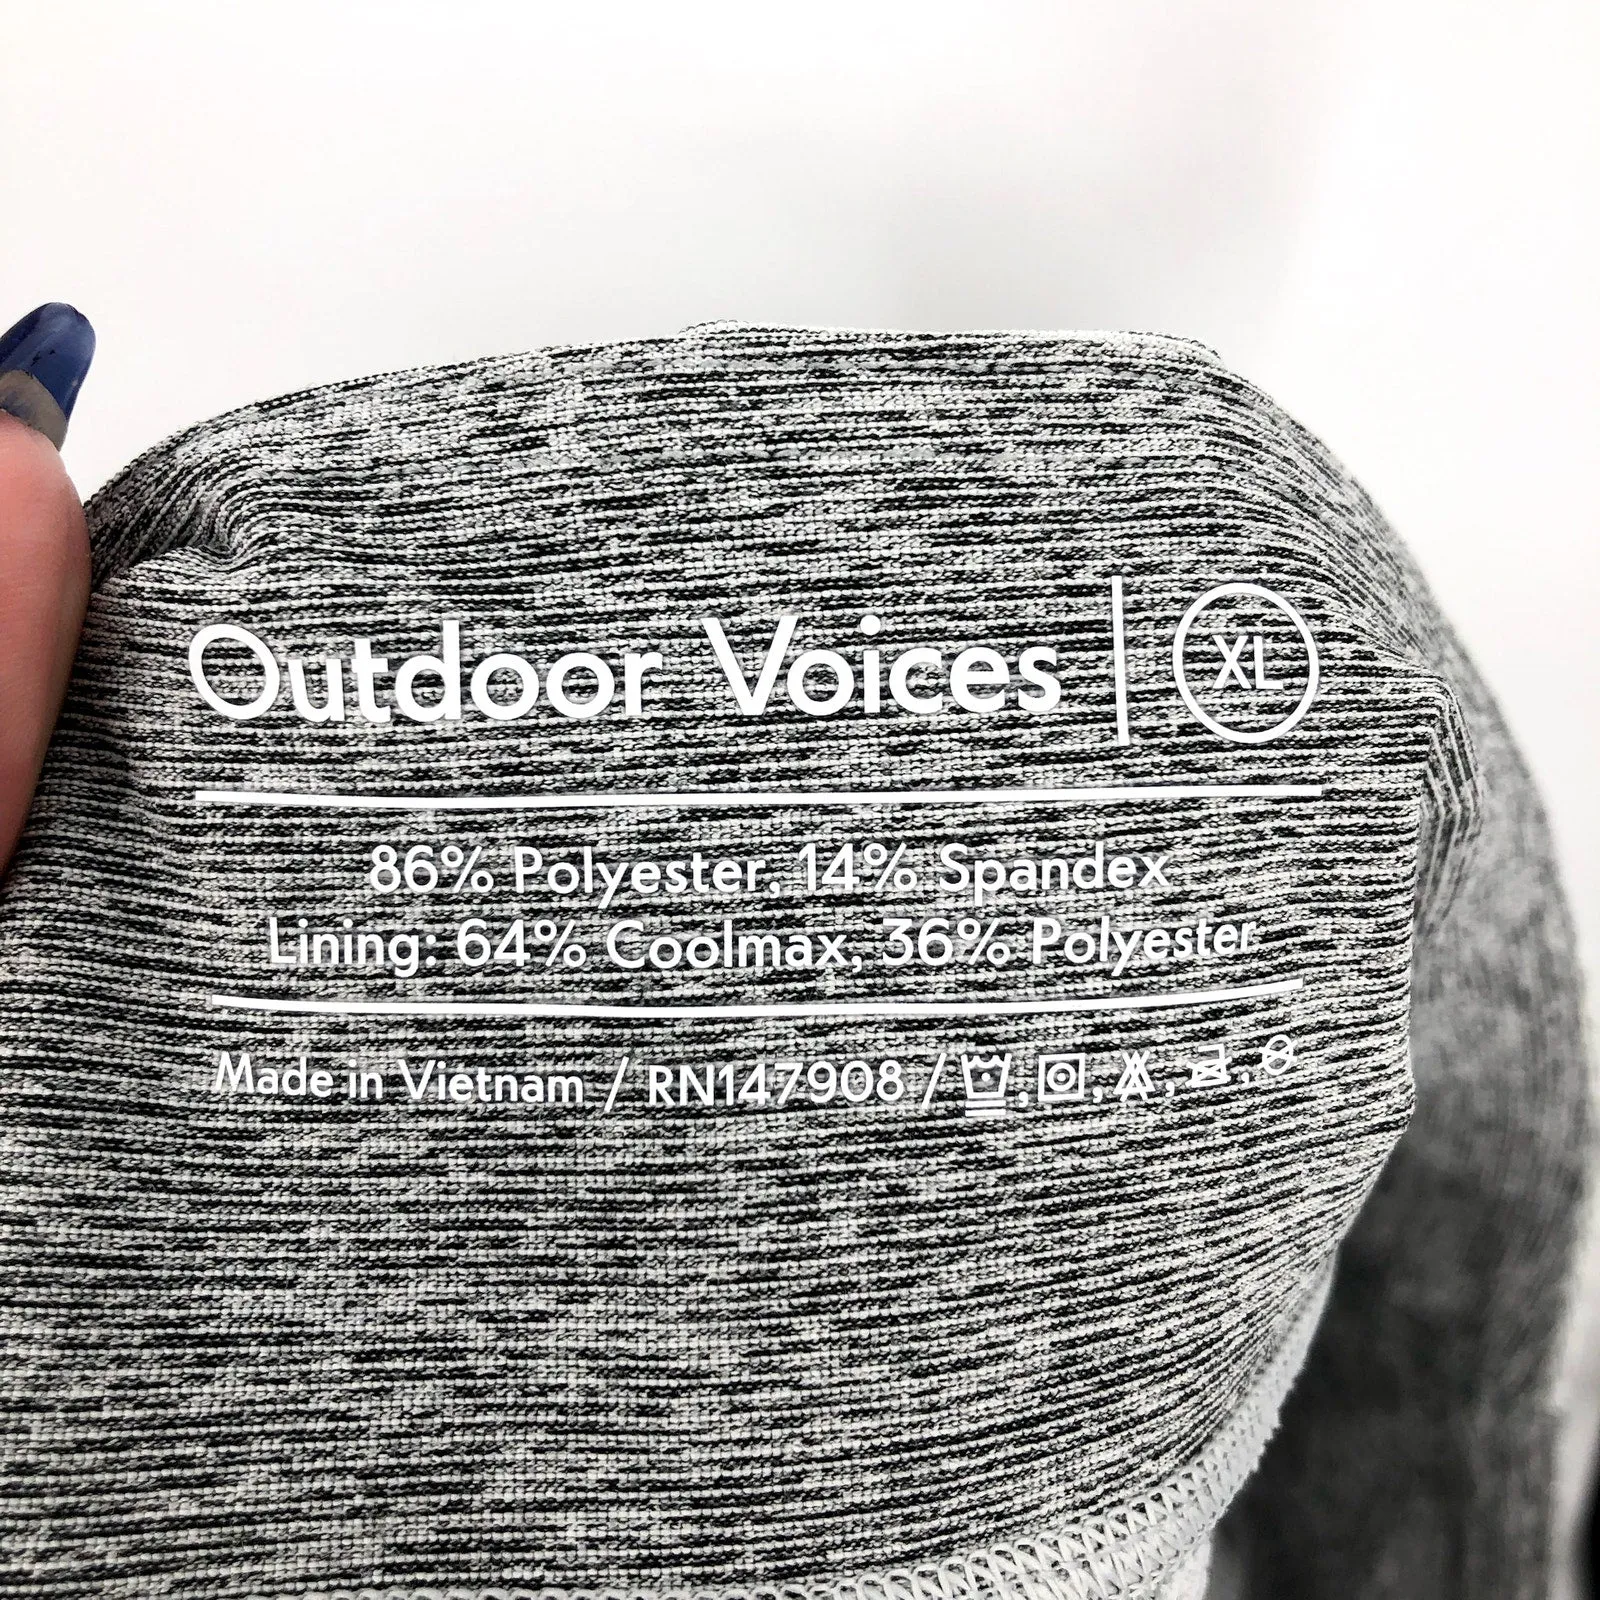 Outdoor Voices | XL
86% Polyester, 14% Spandex
Lining: 64% Coolmax, 36% Polyester
Made in Vietnam / RN147908 /